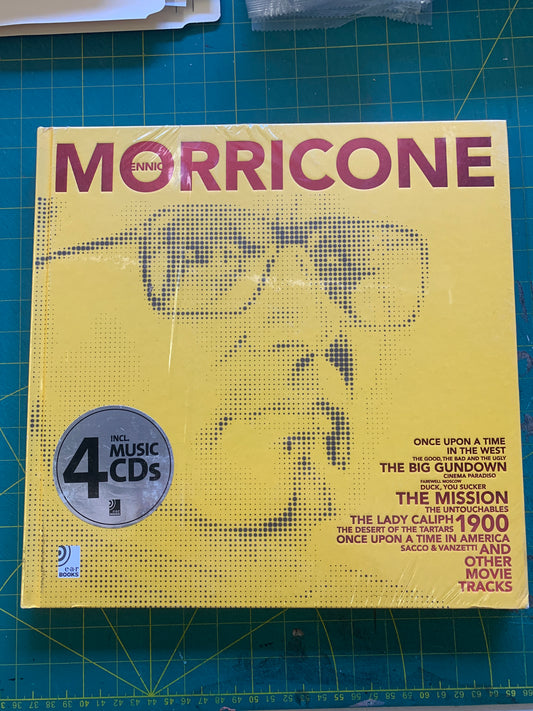 MORRICONE
ENNIO
INCL.
4 MUSIC
CDs
ONCE UPON A TIME
IN THE WEST
THE GOOD, THE BAD AND THE UGLY
THE BIG GUNDOWN
CINEMA PARADISO
FAREWELL MOSCOW
DUCK, YOU SUCKER
THE MISSION
THE UNTOUCHABLES
THE LADY CALIPH 1900
THE DESERT OF THE TARTARS
ONCE UPON A TIME IN AMERICA
SACCO & VANZETTI AND
OTHER
MOVIE
TRACKS
ear
BOOKS